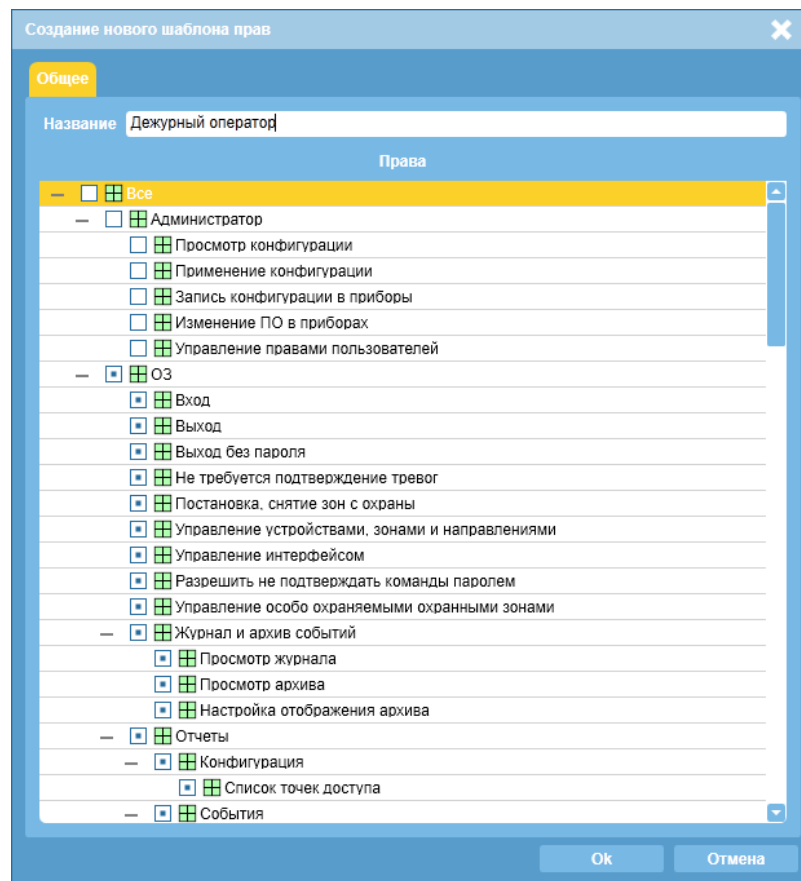 Создание нового шаблона прав
Общее
Название Дежурный оператор
Права
Все
Администратор
Просмотр конфигурации
Применение конфигурации
Запись конфигурации в приборы
Изменение ПО в приборах
Управление правами пользователей
ОЗ
Вход
Выход
Выход без пароля
Не требуется подтверждение тревог
Постановка, снятие зон с охраны
Управление устройствами, зонами и направлениями
Управление интерфейсом
Разрешить не подтверждать команды паролем
Управление особо охраняемыми охранными зонами
Журнал и архив событий
Просмотр журнала
Просмотр архива
Настройка отображения архива
Отчеты
Конфигурация
Список точек доступа
События
Ok Отмена